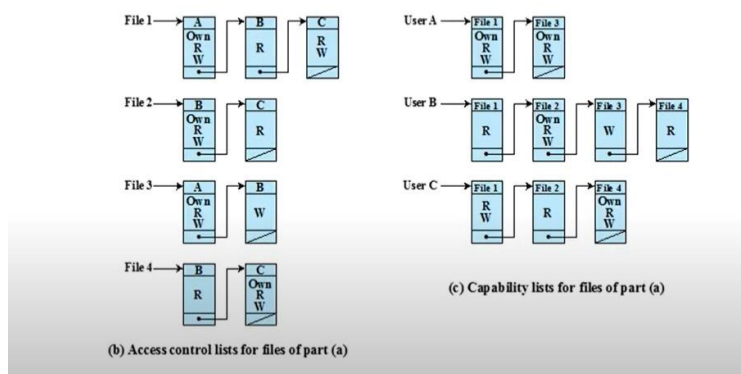 File 1 A B C
Own R R
R W
W
File 2 B C
Own R
R
W
File 3 A B
Own W
R
W
File 4 B C
R Own
R
W
(b) Access control lists for files of part (a)
User A File 1 File 3
Own Own
R R
W W
User B File 1 File 2 File 3 File 4
R Own W R
R
W
User C File 1 File 2 File 4
R R Own
W R
W
(c) Capability lists for files of part (a)